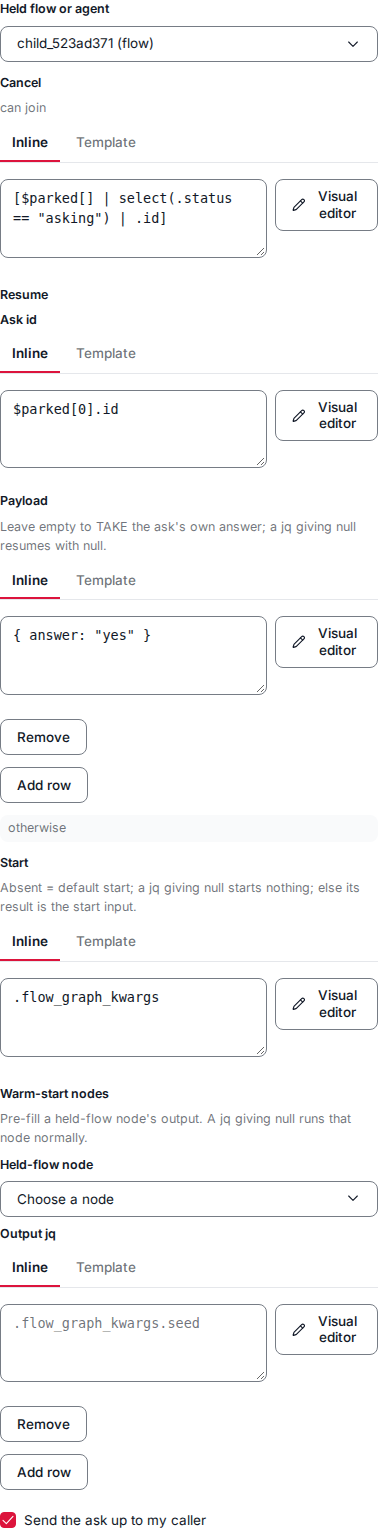 Held flow or agent
child_523ad371 (flow)
Cancel
can join
Inline
Template
[$parked[] | select(.status
== "asking") | .id]
Visual
editor
Resume
Ask id
Inline
Template
$parked[0].id
Visual
editor
Payload
Leave empty to TAKE the ask's own answer; a jq giving null
resumes with null.
Inline
Template
{ answer: "yes" }
Visual
editor
Remove
Add row
otherwise
Start
Absent = default start; a jq giving null starts nothing; else its
result is the start input.
Inline
Template
.flow_graph_kwargs
Visual
editor
Warm-start nodes
Pre-fill a held-flow node's output. A jq giving null runs that
node normally.
Held-flow node
Choose a node
Output jq
Inline
Template
.flow_graph_kwargs.seed
Visual
editor
Remove
Add row
Send the ask up to my caller